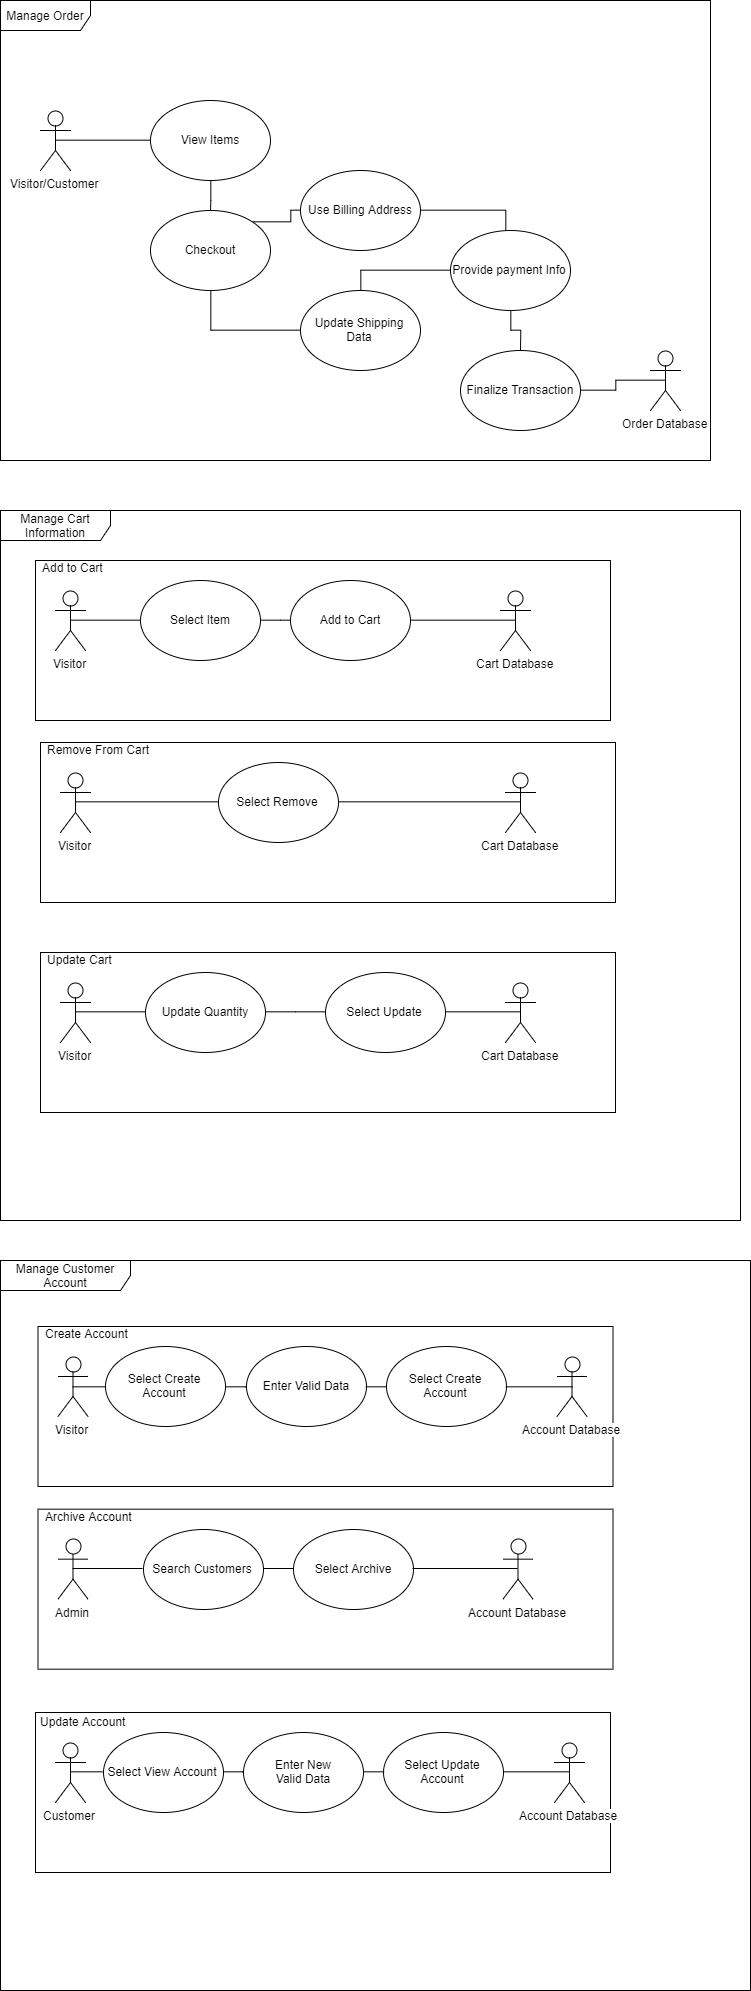 Manage Order
View Items
Visitor/Customer
Use Billing Address
Checkout
Provide payment Info
Update Shipping
Data
Finalize Transaction
Order Database
Manage Cart
Information
Add to Cart
Select Item
Add to Cart
Visitor
Cart Database
Remove From Cart
Select Remove
Visitor
Cart Database
Update Cart
Update Quantity
Select Update
Visitor
Cart Database
Manage Customer
Account
Create Account
Select Create
Account
Enter Valid Data
Select Create
Account
Visitor
Account Database
Archive Account
Search Customers
Select Archive
Admin
Account Database
Update Account
Select View Account
Enter New
Valid Data
Select Update
Account
Customer
Account Database